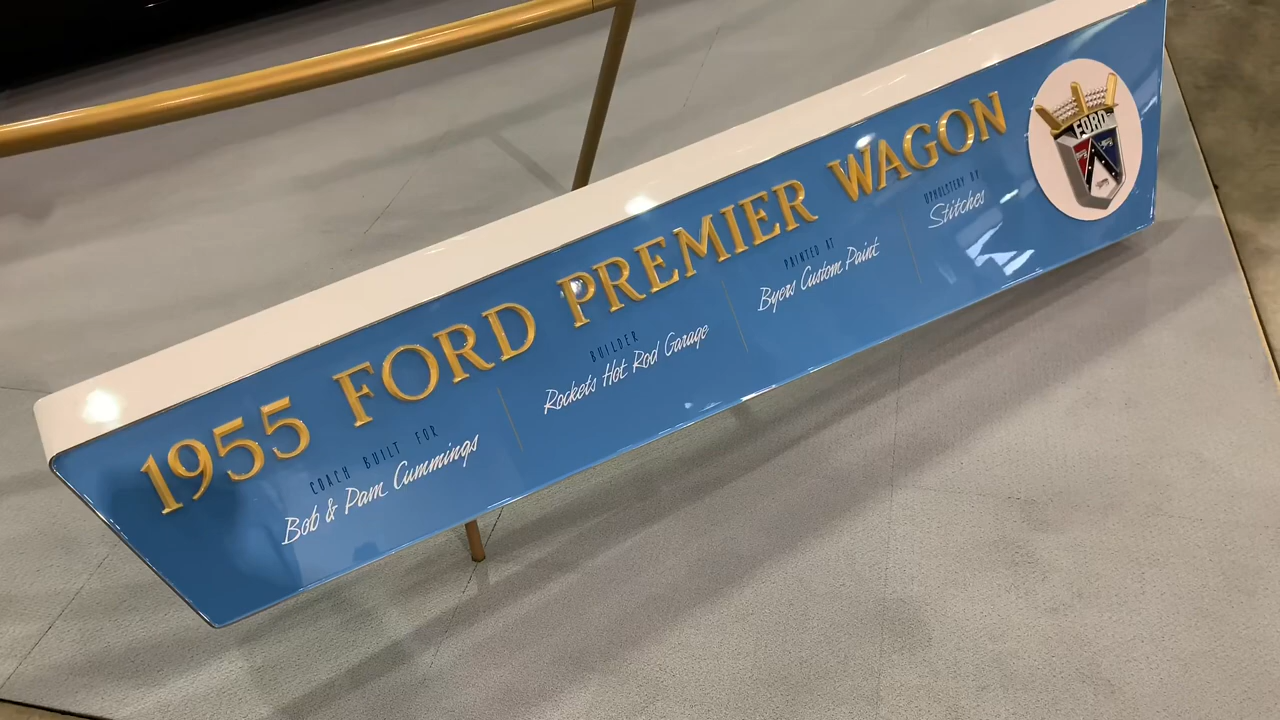 1955 FORD PREMIER WAGON
COACH BUILT FOR
Bob & Pam Cummings
BUILDER
Rockets Hot Rod Garage
PAINTED AT
Byers Custom Paint
UPHOLSTERY BY
Stitches
FORD